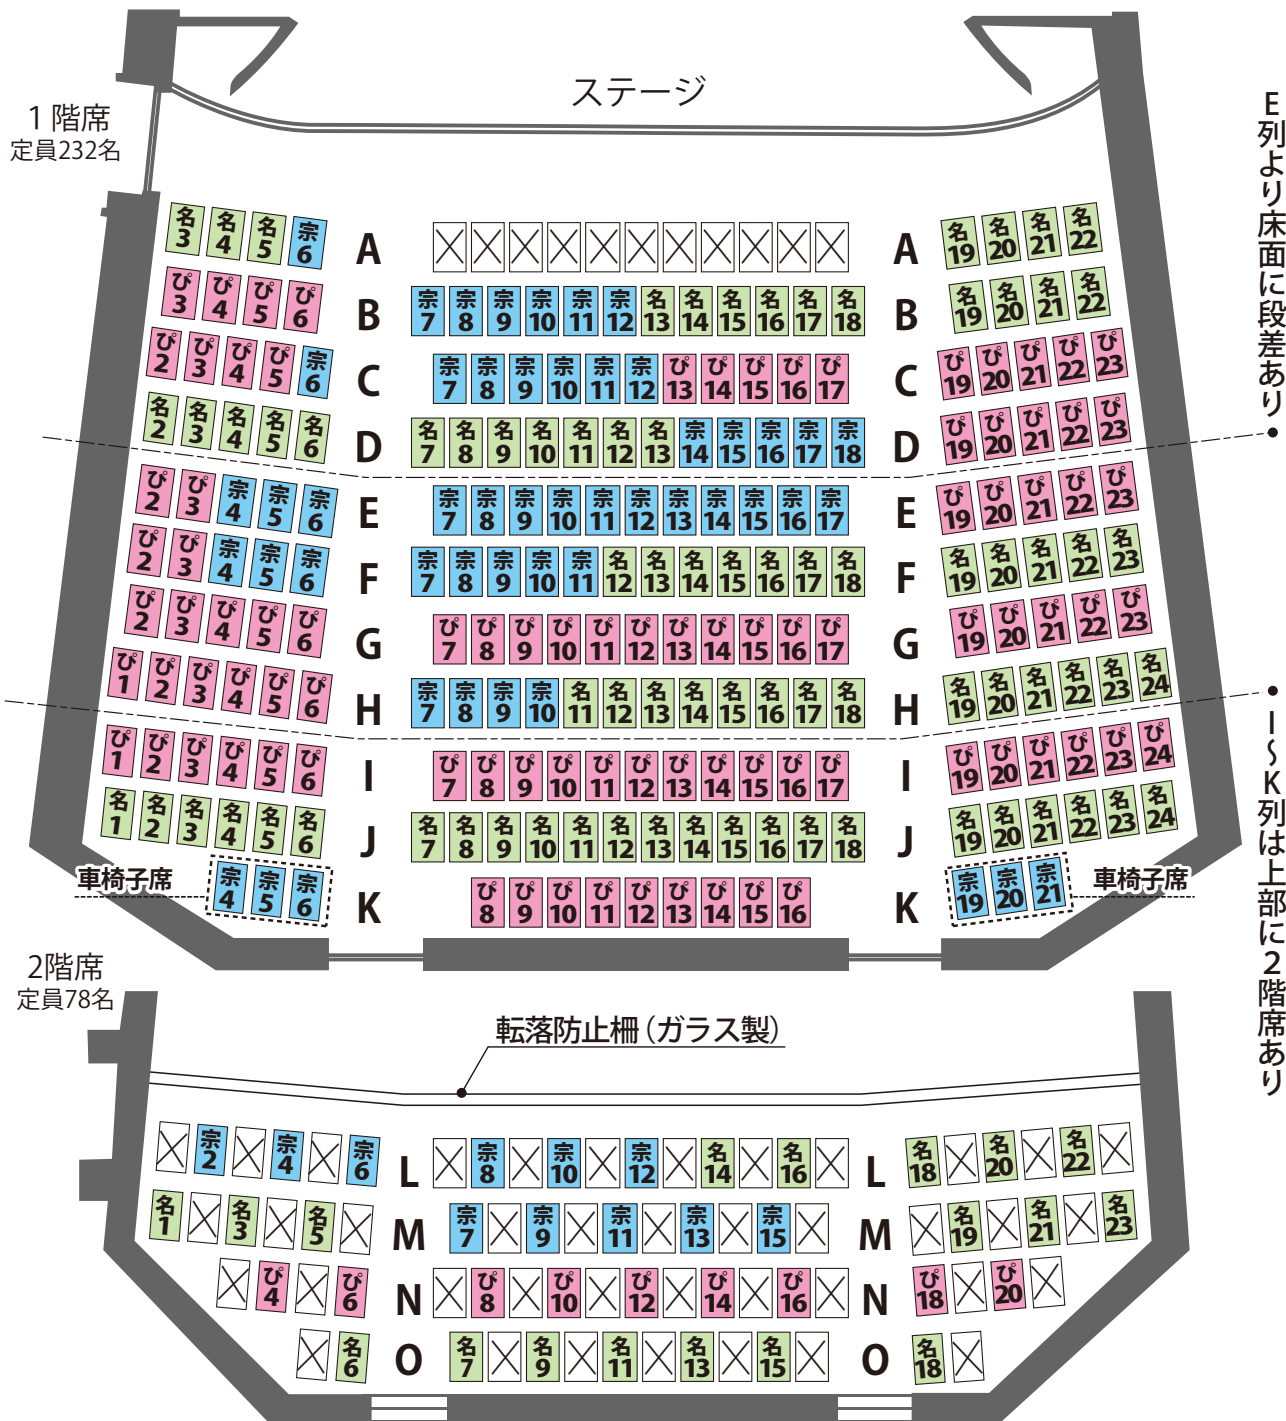 ステージ
1階席
定員232名
E列より床面に段差あり
I~K列は上部に2階席あり
名3 名4 名5 宗6 A A 名19 名20 名21 名22
ぴ3 ぴ4 ぴ5 ぴ6 B 宗7 宗8 宗9 宗10 宗11 宗12 名13 名14 名15 名16 名17 名18 B 名19 名20 名21 名22
ぴ2 ぴ3 ぴ4 ぴ5 宗6 C 宗7 宗8 宗9 宗10 宗11 宗12 ぴ13 ぴ14 ぴ15 ぴ16 ぴ17 C ぴ19 ぴ20 ぴ21 ぴ22 ぴ23
名2 名3 名4 名5 名6 D 名7 名8 名9 名10 名11 名12 名13 宗14 宗15 宗16 宗17 宗18 D ぴ19 ぴ20 ぴ21 ぴ22 ぴ23
ぴ2 ぴ3 宗4 宗5 宗6 E 宗7 宗8 宗9 宗10 宗11 宗12 宗13 宗14 宗15 宗16 宗17 E ぴ19 ぴ20 ぴ21 ぴ22 ぴ23
ぴ2 ぴ3 宗4 宗5 宗6 F 宗7 宗8 宗9 宗10 宗11 名12 名13 名14 名15 名16 名17 名18 F 名19 名20 名21 名22 名23
ぴ2 ぴ3 ぴ4 ぴ5 ぴ6 G ぴ7 ぴ8 ぴ9 ぴ10 ぴ11 ぴ12 ぴ13 ぴ14 ぴ15 ぴ16 ぴ17 G ぴ19 ぴ20 ぴ21 ぴ22 ぴ23
ぴ1 ぴ2 ぴ3 ぴ4 ぴ5 ぴ6 H 宗7 宗8 宗9 宗10 名11 名12 名13 名14 名15 名16 名17 名18 H 名19 名20 名21 名22 名23 名24
ぴ1 ぴ2 ぴ3 ぴ4 ぴ5 ぴ6 I ぴ7 ぴ8 ぴ9 ぴ10 ぴ11 ぴ12 ぴ13 ぴ14 ぴ15 ぴ16 ぴ17 I ぴ19 ぴ20 ぴ21 ぴ22 ぴ23 ぴ24
名1 名2 名3 名4 名5 名6 J 名7 名8 名9 名10 名11 名12 名13 名14 名15 名16 名17 名18 J 名19 名20 名21 名22 名23 名24
車椅子席 宗4 宗5 宗6 K ぴ8 ぴ9 ぴ10 ぴ11 ぴ12 ぴ13 ぴ14 ぴ15 ぴ16 K 宗19 宗20 宗21 車椅子席
2階席
定員78名
転落防止柵(ガラス製)
宗2 宗4 宗6 L 宗8 宗10 宗12 名14 名16 L 名18 名20 名22
名1 名3 名5 M 宗7 宗9 宗11 宗13 宗15 M 名19 名21 名23
ぴ4 ぴ6 N ぴ8 ぴ10 ぴ12 ぴ14 ぴ16 N ぴ18 ぴ20
名6 O 名7 名9 名11 名13 名15 O 名18